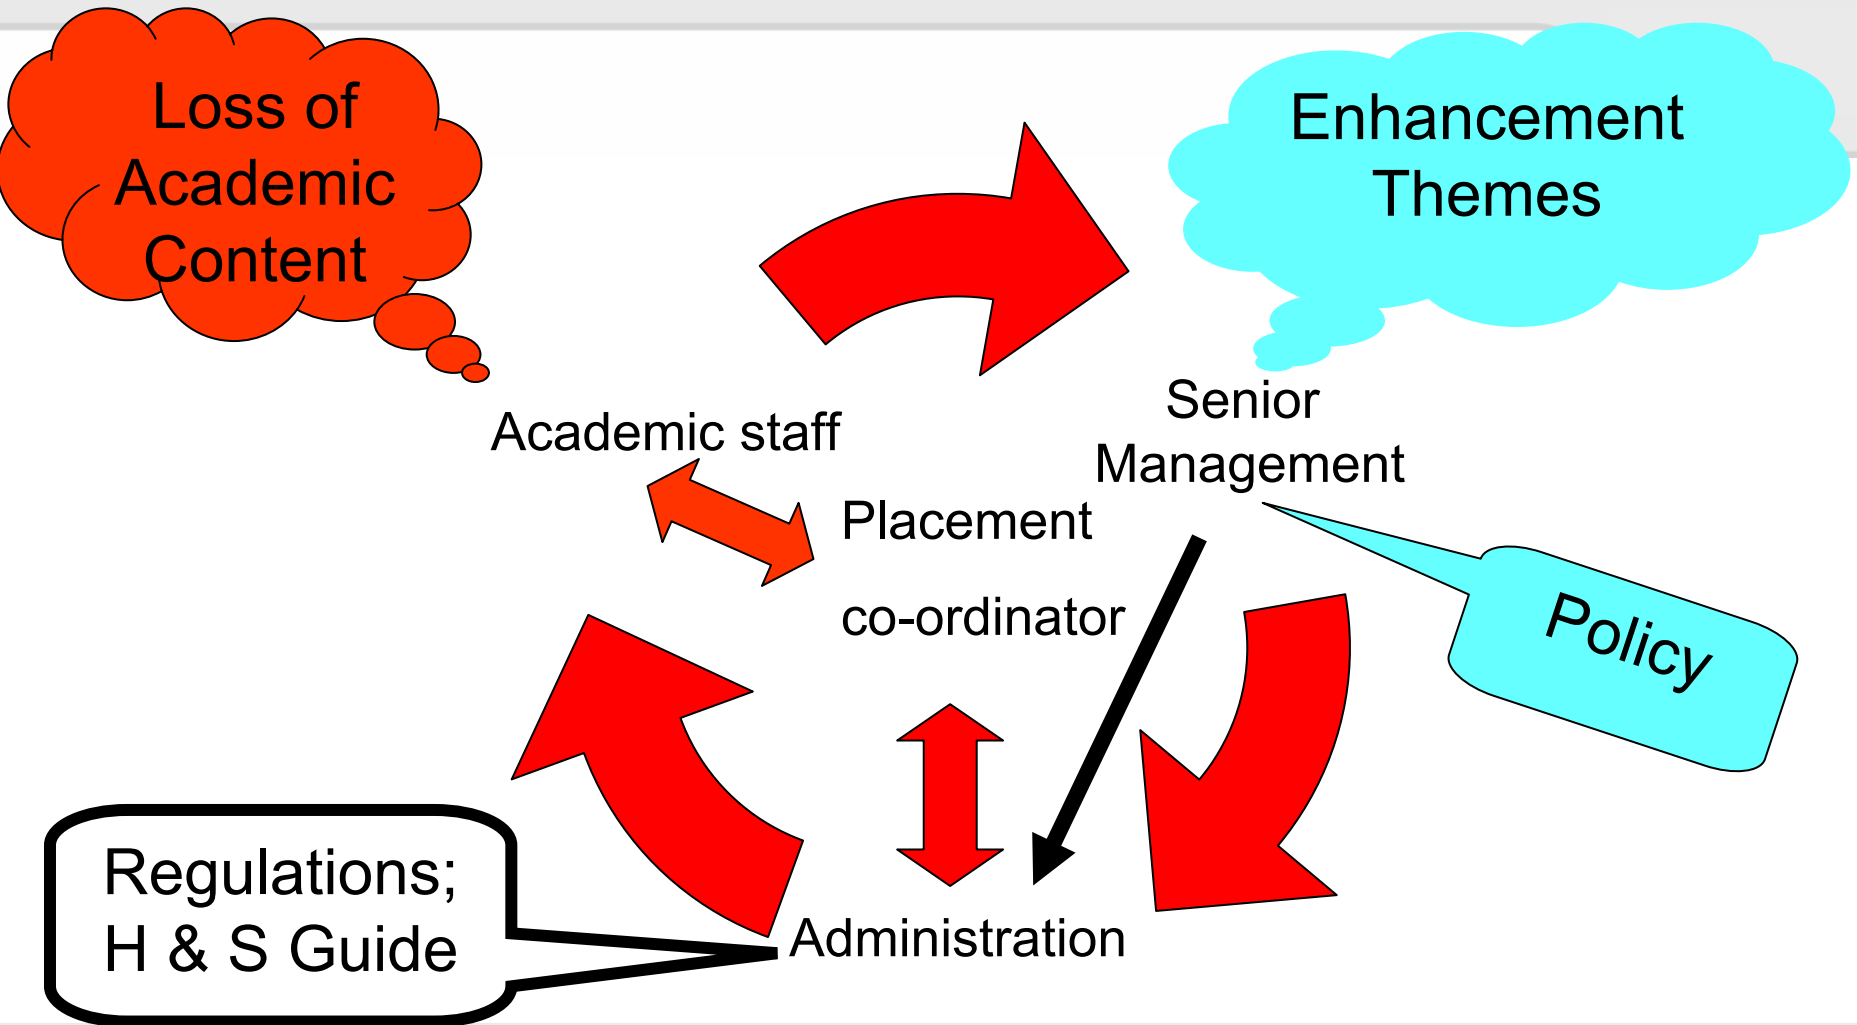 Loss of
Academic
Content
Enhancement
Themes
Academic staff
Senior
Management
Placement
co-ordinator
Policy
Regulations;
H & S Guide
Administration